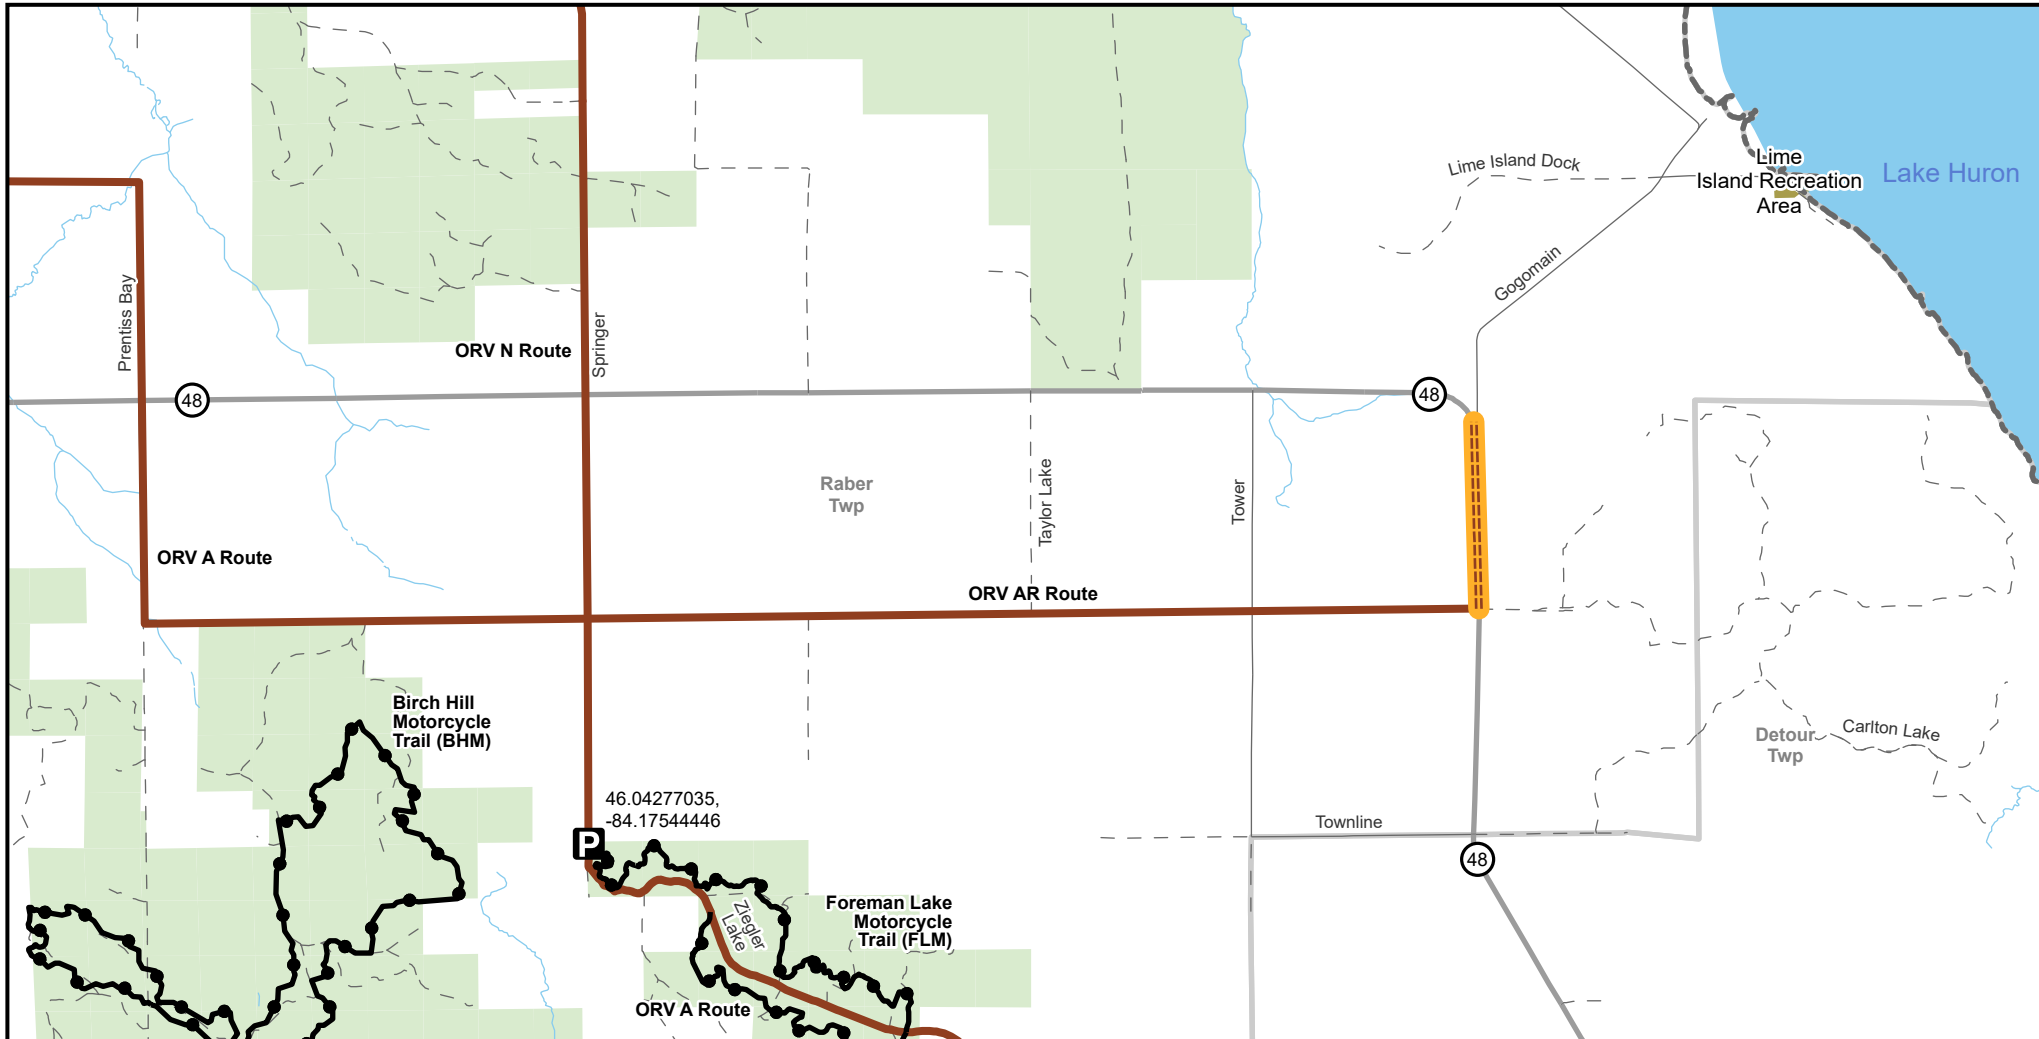 Lime Island Dock
Lime
Island Recreation
Area
Lake Huron
Gogomain
Prentiss Bay
Springer
ORV N Route
48
48
Raber
Twp
Taylor Lake
Tower
ORV A Route
ORV AR Route
Birch Hill
Motorcycle
Trail (BHM)
Detour
Twp
Carlton Lake
46.04277035,
-84.17544446
P
Townline
48
Ziegler
Lake
Foreman Lake
Motorcycle
Trail (FLM)
ORV A Route